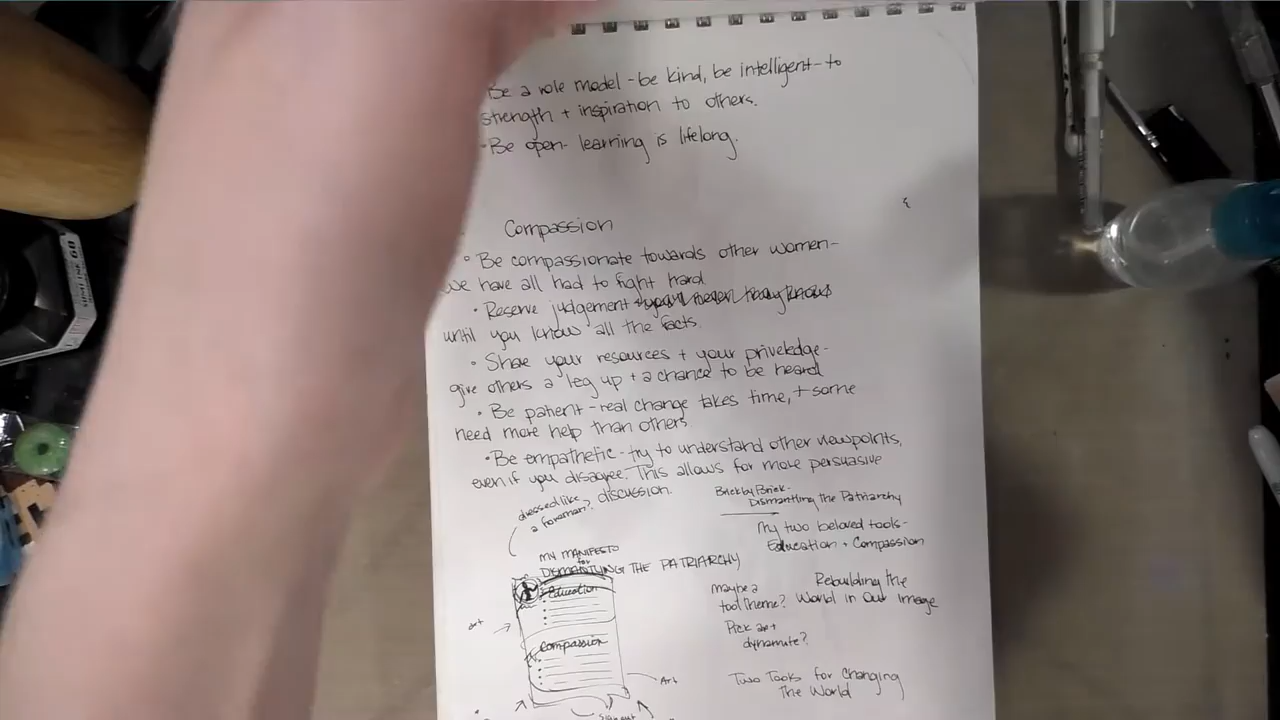 Be a role model - be kind, be intelligent - to
strength + inspiration to others.
• Be open - learning is lifelong.
Compassion
• Be compassionate towards other women -
we have all had to fight hard
• Reserve judgement
until you know all the facts.
• Share your resources + your priveledge -
give others a leg up + a chance to be heard
• Be patient - real change takes time, + some
need more help than others.
• Be empathetic - try to understand other viewpoints,
even if you disagree. This allows for more persuasive
discussion.
dressed like
a foreman?
Brick by Brick -
Dismantling the Patriarchy
My two beloved tools -
Education + Compassion
MY MANIFESTO
for
DISMANTLING THE PATRIARCHY
Education
Compassion
art
Art
maybe a
tool theme?
Rebuilding the
World in Our Image
Pick art
dynamite?
Two Tools for Changing
The World